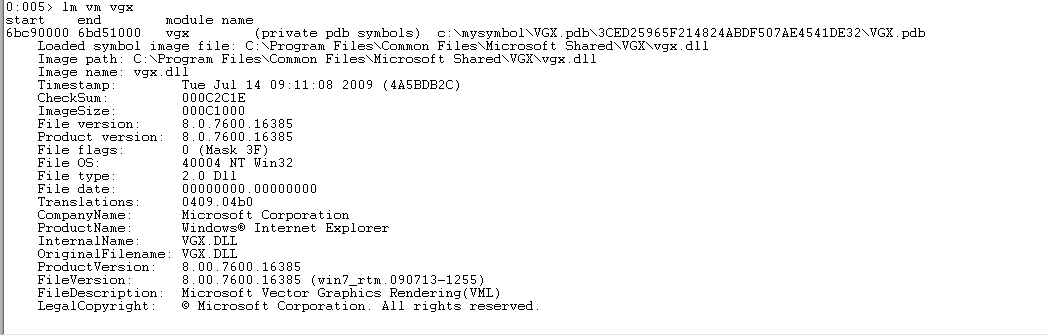 0:005> lm vm vgx
start    end        module name
6bc90000 6bd51000   vgx        (private pdb symbols)  c:\mysymbol\VGX.pdb\3CED25965F214824ABDF507AE4541DE32\VGX.pdb
    Loaded symbol image file: C:\Program Files\Common Files\Microsoft Shared\VGX\vgx.dll
    Image path: C:\Program Files\Common Files\Microsoft Shared\VGX\vgx.dll
    Image name: vgx.dll
    Timestamp:        Tue Jul 14 09:11:08 2009 (4A5BDB2C)
    CheckSum:         000C2C1E
    ImageSize:        000C1000
    File version:     8.0.7600.16385
    Product version:  8.0.7600.16385
    File flags:       0 (Mask 3F)
    File OS:          40004 NT Win32
    File type:        2.0 Dll
    File date:        00000000.00000000
    Translations:     0409.04b0
    CompanyName:      Microsoft Corporation
    ProductName:      Windows® Internet Explorer
    InternalName:     VGX.DLL
    OriginalFilename: VGX.DLL
    ProductVersion:   8.00.7600.16385
    FileVersion:      8.00.7600.16385 (win7_rtm.090713-1255)
    FileDescription:  Microsoft Vector Graphics Rendering(VML)
    LegalCopyright:   © Microsoft Corporation. All rights reserved.